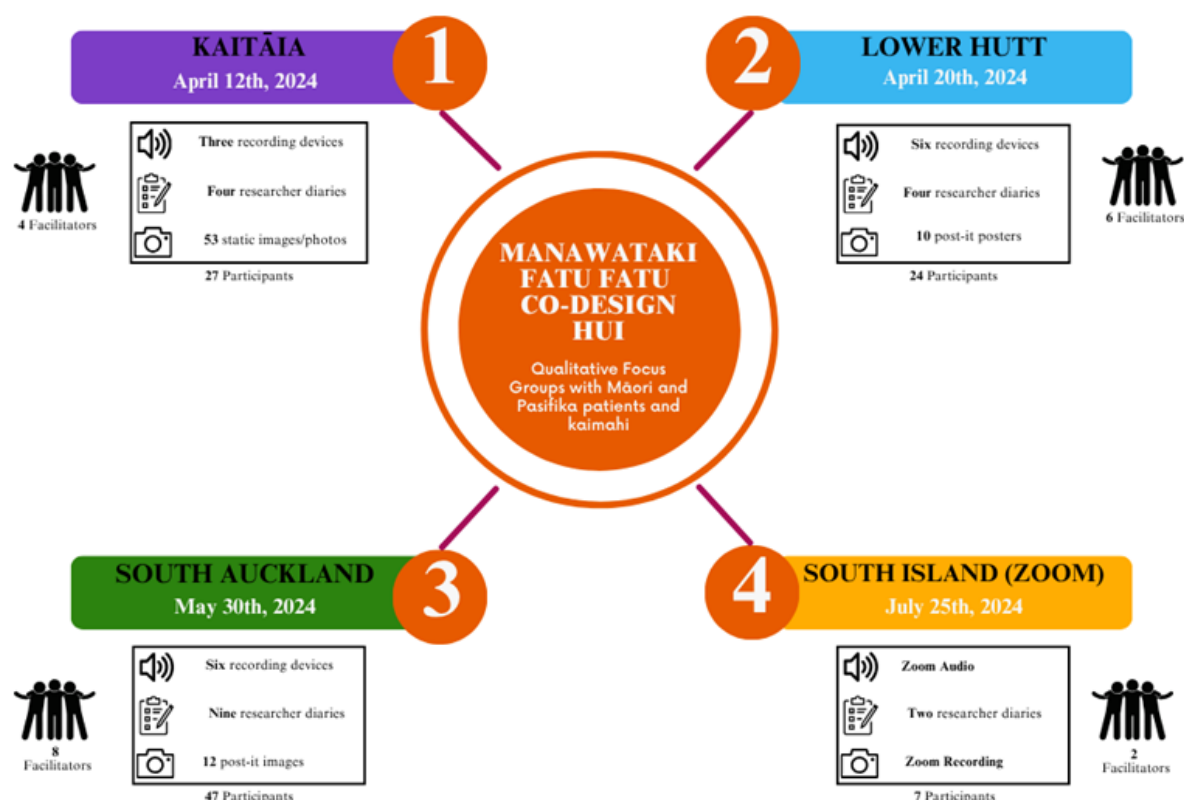 KAITĀIA
April 12th, 2024
1
Three recording devices
Four researcher diaries
53 static images/photos
4 Facilitators
27 Participants
2
LOWER HUTT
April 20th, 2024
Six recording devices
Four researcher diaries
10 post-it posters
6 Facilitators
24 Participants
MANAWATAKI
FATU FATU
CO-DESIGN
HUI
Qualitative Focus
Groups with Māori and
Pasifika patients and
kaimahi
SOUTH AUCKLAND
May 30th, 2024
3
Six recording devices
Nine researcher diaries
12 post-it images
8
Facilitators
47 Participants
4
SOUTH ISLAND (ZOOM)
July 25th, 2024
Zoom Audio
Two researcher diaries
Zoom Recording
2
Facilitators
7 Participants